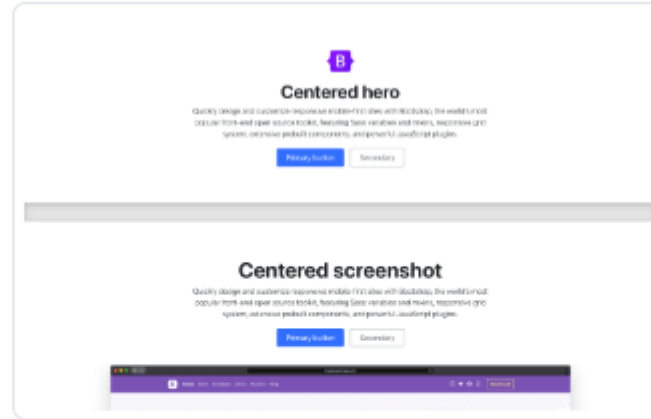 B
Centered hero
Quickly design and customize responsive mobile-first sites with Bootstrap, the world's most
popular front-end open source toolkit, featuring Sass variables and mixins, responsive grid
system, extensive prebuilt components, and powerful JavaScript plugins.
Primary button Secondary
Centered screenshot
Quickly design and customize responsive mobile-first sites with Bootstrap, the world's most
popular front-end open source toolkit, featuring Sass variables and mixins, responsive grid
system, extensive prebuilt components, and powerful JavaScript plugins.
Primary button Secondary
B